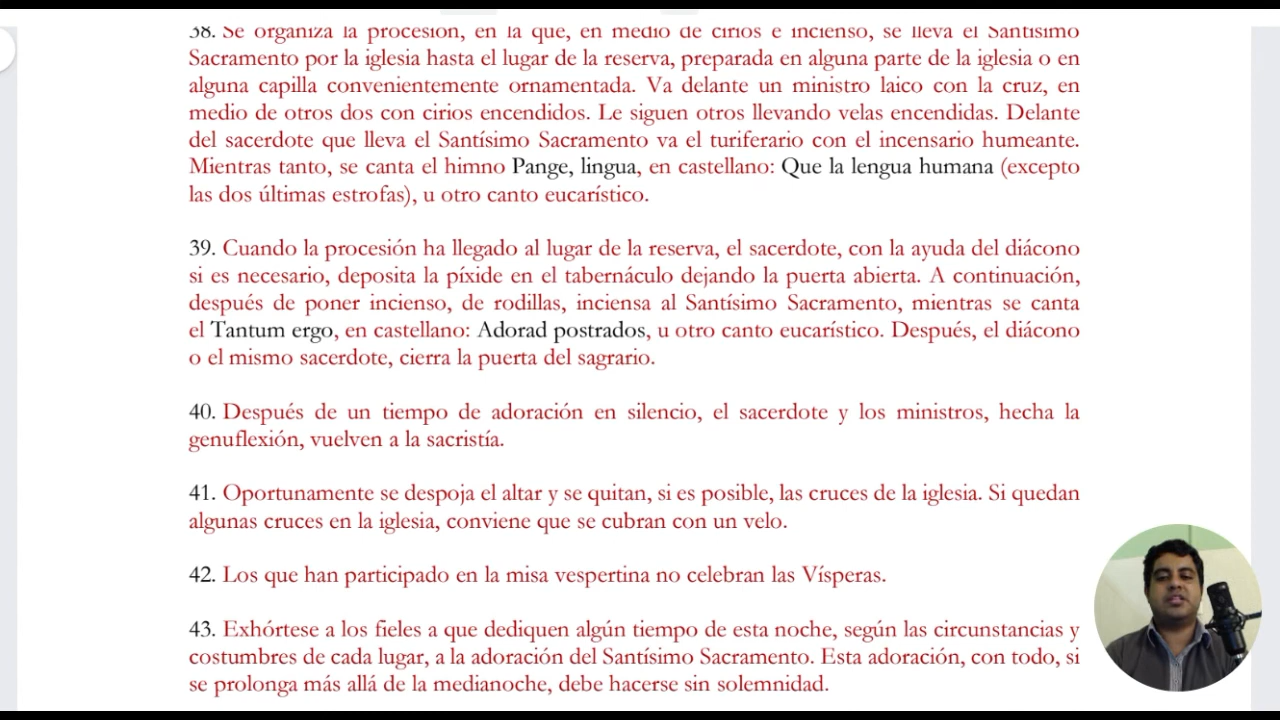 38. Se organiza la procesión, en la que, en medio de cirios e incienso, se lleva el Santísimo
Sacramento por la iglesia hasta el lugar de la reserva, preparada en alguna parte de la iglesia o en
alguna capilla convenientemente ornamentada. Va delante un ministro laico con la cruz, en
medio de otros dos con cirios encendidos. Le siguen otros llevando velas encendidas. Delante
del sacerdote que lleva el Santísimo Sacramento va el turiferario con el incensario humeante.
Mientras tanto, se canta el himno Pange, lingua, en castellano: Que la lengua humana (excepto
las dos últimas estrofas), u otro canto eucarístico.
39. Cuando la procesión ha llegado al lugar de la reserva, el sacerdote, con la ayuda del diácono
si es necesario, deposita la píxide en el tabernáculo dejando la puerta abierta. A continuación,
después de poner incienso, de rodillas, inciensa al Santísimo Sacramento, mientras se canta
el Tantum ergo, en castellano: Adorad postrados, u otro canto eucarístico. Después, el diácono
o el mismo sacerdote, cierra la puerta del sagrario.
40. Después de un tiempo de adoración en silencio, el sacerdote y los ministros, hecha la
genuflexión, vuelven a la sacristía.
41. Oportunamente se despoja el altar y se quitan, si es posible, las cruces de la iglesia. Si quedan
algunas cruces en la iglesia, conviene que se cubran con un velo.
42. Los que han participado en la misa vespertina no celebran las Vísperas.
43. Exhórtese a los fieles a que dediquen algún tiempo de esta noche, según las circunstancias y
costumbres de cada lugar, a la adoración del Santísimo Sacramento. Esta adoración, con todo, si
se prolonga más allá de la medianoche, debe hacerse sin solemnidad.